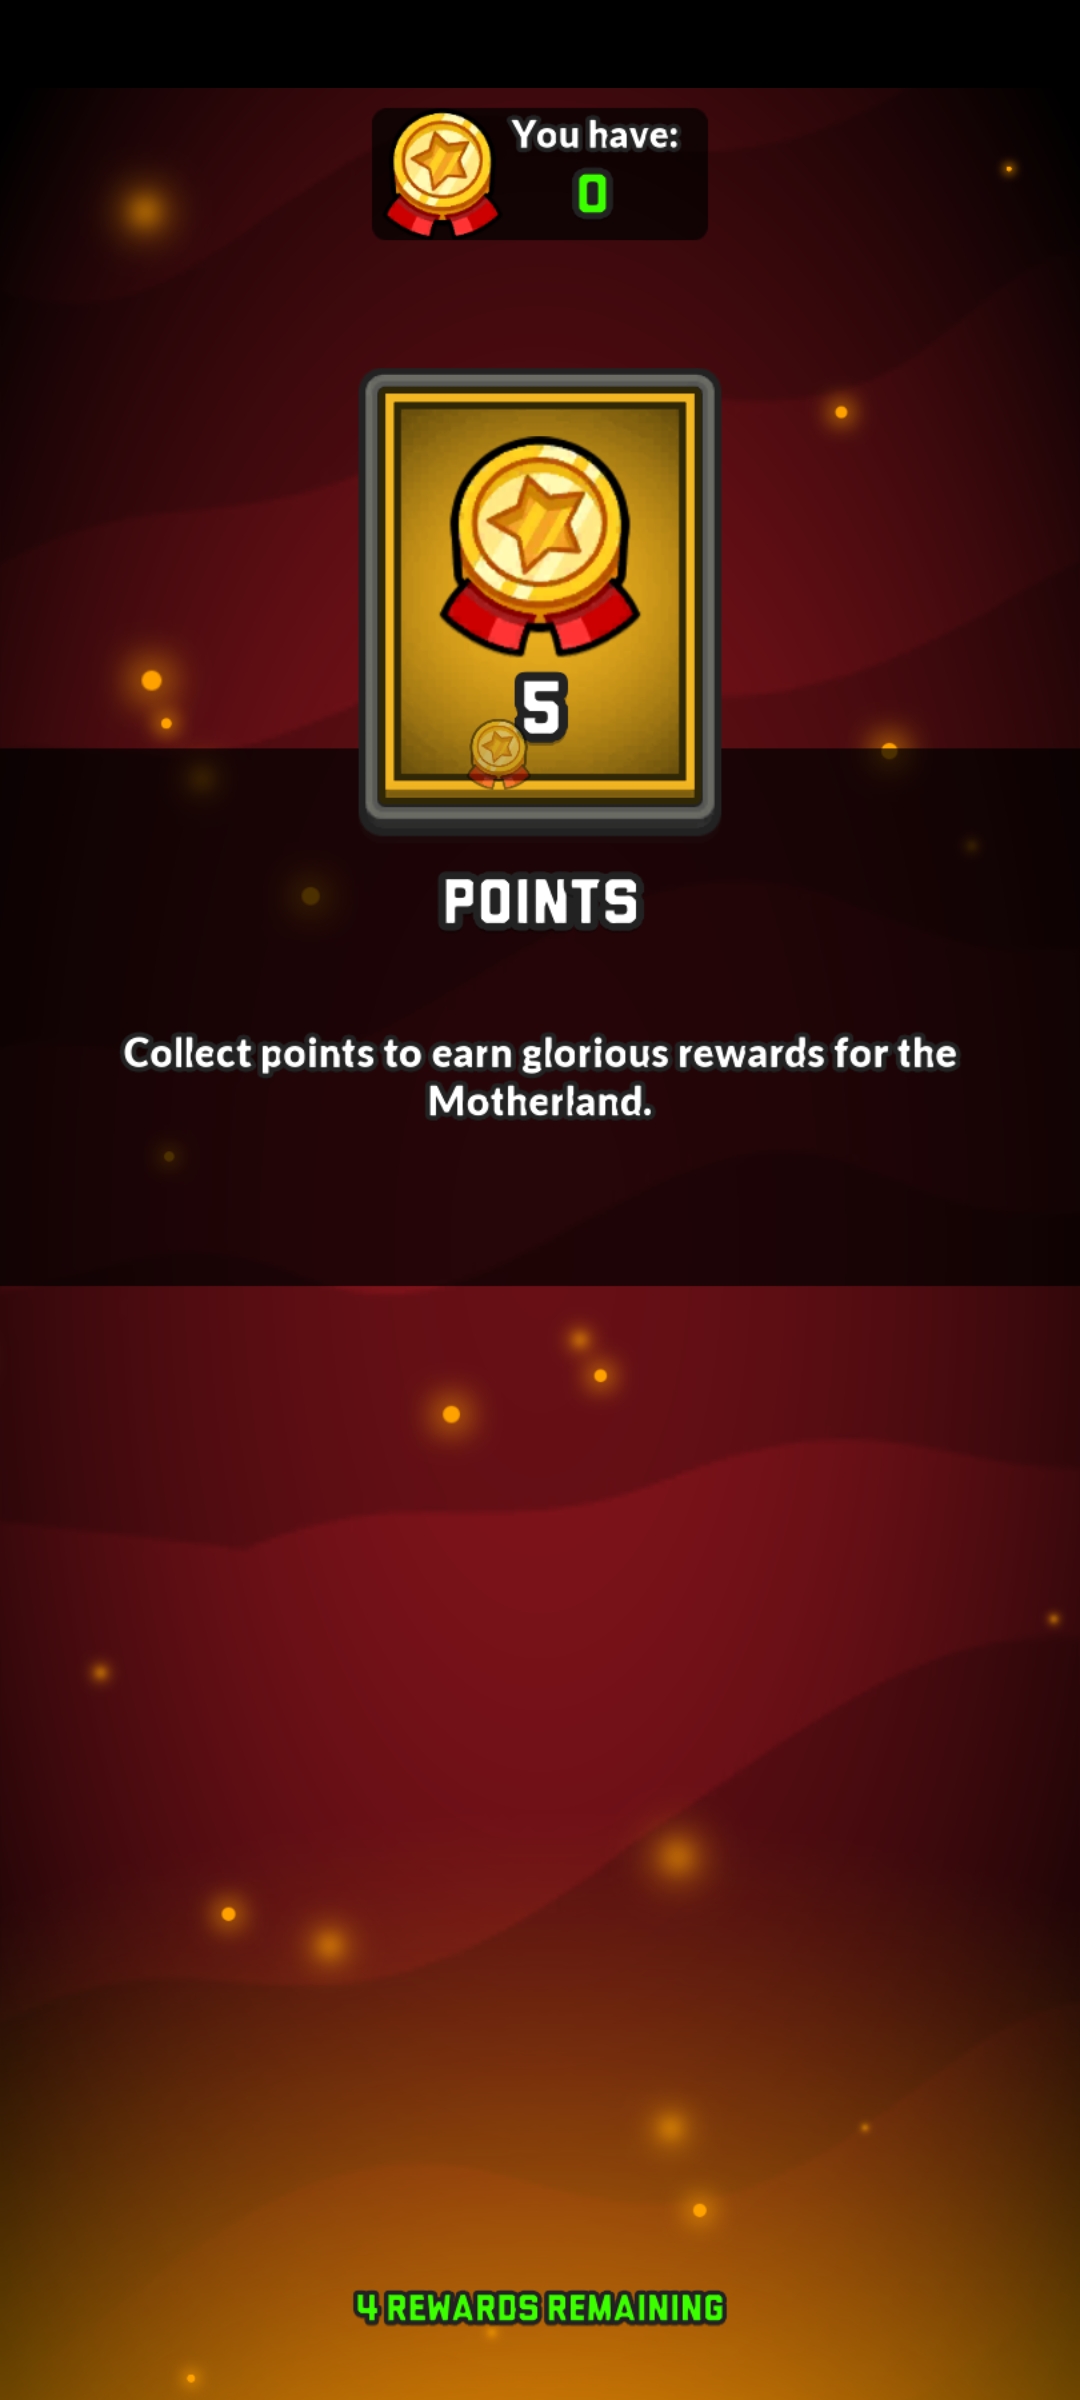 You have:
0
5
POINTS
Collect points to earn glorious rewards for the
Motherland.
4 REWARDS REMAINING